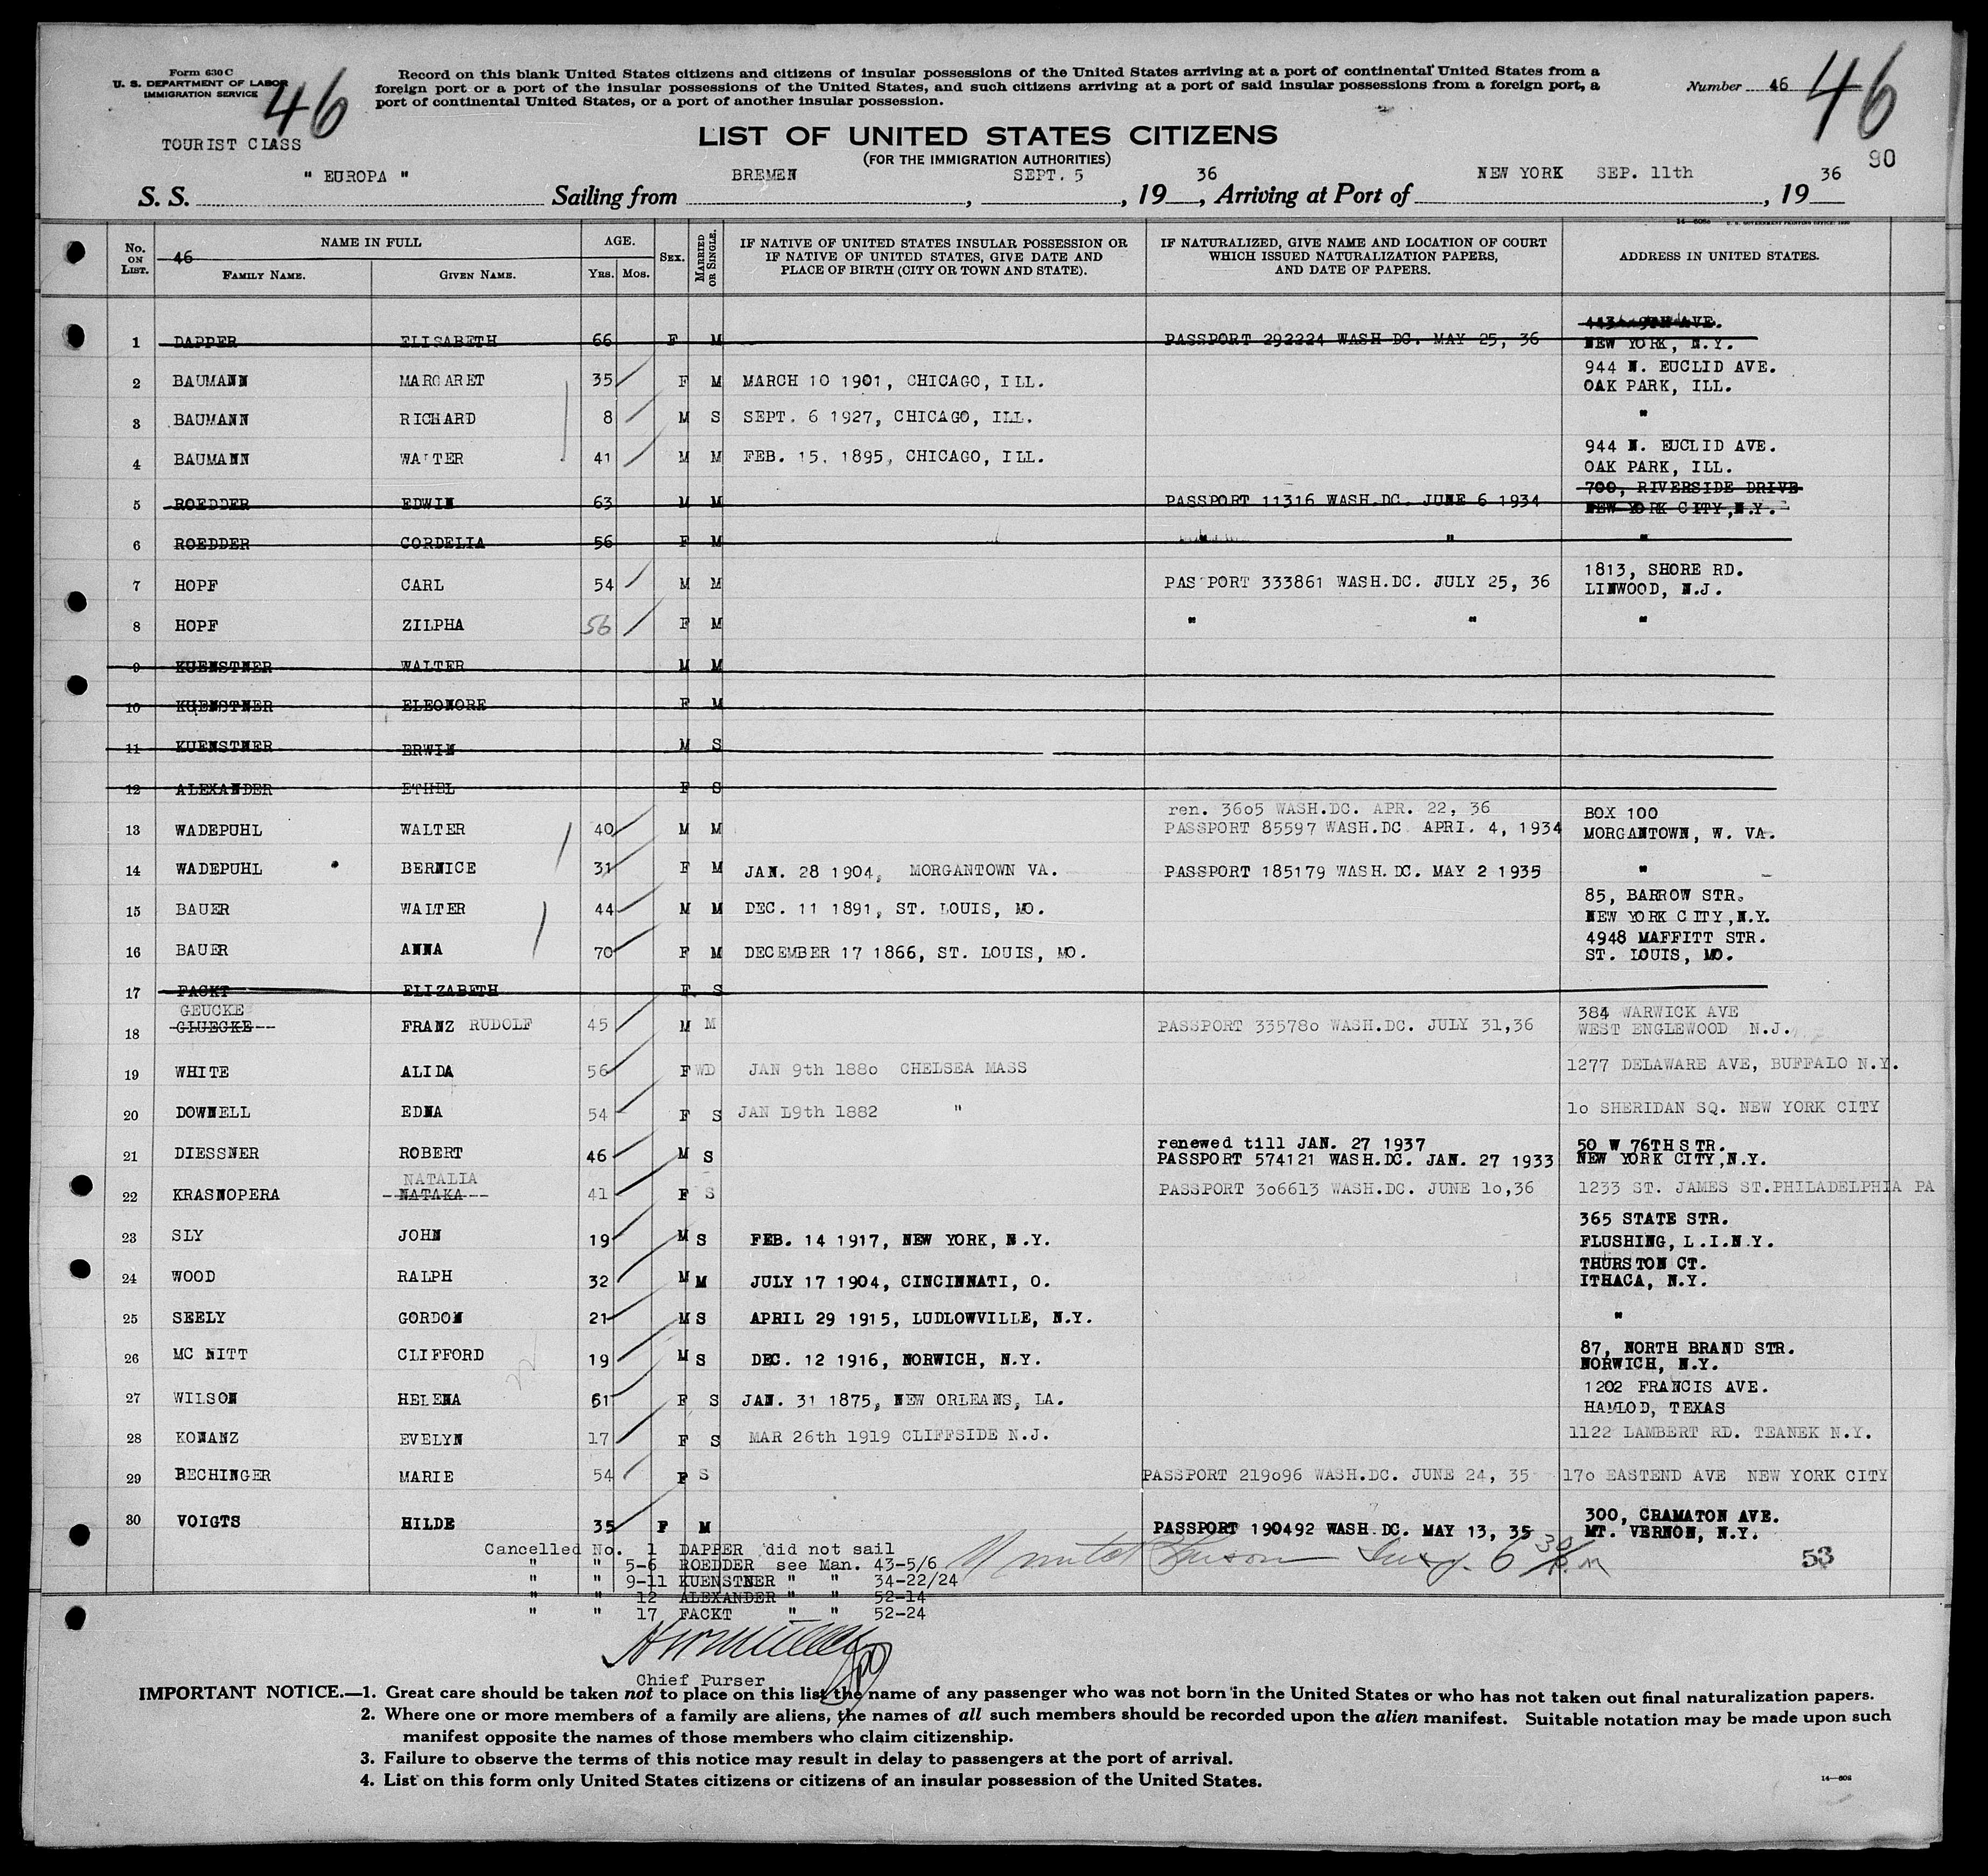 Form 630 C
U. S. DEPARTMENT OF LABOR
IMMIGRATION SERVICE
46
Record on this blank United States citizens and citizens of insular possessions of the United States arriving at a port of continental United States from a
foreign port or a port of the insular possessions of the United States, and such citizens arriving at a port of said insular possessions from a foreign port, a
port of continental United States, or a port of another insular possession.
Number 46
46
TOURIST CLASS
LIST OF UNITED STATES CITIZENS
(FOR THE IMMIGRATION AUTHORITIES)
90
S. S. " EUROPA " Sailing from BREMEN, SEPT. 5, 1936, Arriving at Port of NEW YORK SEP. 11th, 1936
No. ON LIST. 46 NAME IN FULL FAMILY NAME. GIVEN NAME. AGE. YRS. MOS. SEX. MARRIED OR SINGLE.
IF NATIVE OF UNITED STATES INSULAR POSSESSION OR
IF NATIVE OF UNITED STATES, GIVE DATE AND
PLACE OF BIRTH (CITY OR TOWN AND STATE).
IF NATURALIZED, GIVE NAME AND LOCATION OF COURT
WHICH ISSUED NATURALIZATION PAPERS,
AND DATE OF PAPERS.
ADDRESS IN UNITED STATES.
1 DAPPER ELISABETH 66 F M PASSPORT 292224 WASH DC. MAY 25, 36 NEW YORK, N.Y.
2 BAUMANN MARGARET 35 F M MARCH 10 1901, CHICAGO, ILL. 944 N. EUCLID AVE.
OAK PARK, ILL.
3 BAUMANN RICHARD 8 M S SEPT. 6 1927, CHICAGO, ILL. "
4 BAUMANN WALTER 41 M M FEB. 15. 1895, CHICAGO, ILL. 944 N. EUCLID AVE.
OAK PARK, ILL.
5 ROEDDER EDWIN 63 M M PASSPORT 11316 WASH.DC. JUNE 6 1934 700, RIVERSIDE DRIVE
NEW YORK CITY,N.Y.
6 ROEDDER CORDELIA 56 F M " " "
7 HOPF CARL 54 M M PAS PORT 333861 WASH.DC. JULY 25, 36 1813, SHORE RD.
LINWOOD, N.J.
8 HOPF ZILPHA 56 F M " " "
9 KUENSTNER WALTER M M
10 KUENSTNER ELEONORE F M
11 KUENSTNER ERWIN M S
12 ALEXANDER ETHEL F S
ren. 3605 WASH.DC. APR. 22, 36 BOX 100
13 WADEPUHL WALTER 40 M M PASSPORT 85597 WASH.DC APRI. 4, 1934 MORGANTOWN, W. VA.
14 WADEPUHL BERNICE 31 F M JAN. 28 1904, MORGANTOWN VA. PASSPORT 185179 WASH.DC. MAY 2 1935 "
15 BAUER WALTER 44 M M DEC. 11 1891, ST. LOUIS, MO. 85, BARROW STR.
NEW YORK CITY,N.Y.
16 BAUER ANNA 70 F M DECEMBER 17 1866, ST. LOUIS, MO. 4948 MAFFITT STR.
ST. LOUIS, MO.
17 FACKT ELIZABETH F S
GEUCKE
18 GIUECKE FRANZ RUDOLF 45 M M PASSPORT 335780 WASH.DC. JULY 31,36 384 WARWICK AVE
WEST ENGLEWOOD N.J.
19 WHITE ALIDA 56 F WD JAN 9th 1880 CHELSEA MASS 1277 DELAWARE AVE, BUFFALO N.Y.
20 DOWNELL EDNA 54 F S JAN 19th 1882 " 10 SHERIDAN SQ. NEW YORK CITY
renewed till JAN. 27 1937 50 W 76TH STR.
21 DIESSNER ROBERT 46 M S PASSPORT 574121 WASH.DC. JAN. 27 1933 NEW YORK CITY,N.Y.
NATALIA
22 KRASNOPERA NATAKA 41 F S PASSPORT 306613 WASH.DC. JUNE 10,36 1233 ST. JAMES ST.PHILADELPHIA PA
23 SLY JOHN 19 M S FEB. 14 1917, NEW YORK, N.Y. 365 STATE STR.
FLUSHING, L.I.N.Y.
24 WOOD RALPH 32 M M JULY 17 1904, CINCINNATI, O. THURSTON CT.
ITHACA, N.Y.
25 SEELY GORDON 21 M S APRIL 29 1915, LUDLOWVILLE, N.Y. "
26 MC NITT CLIFFORD 19 M S DEC. 12 1916, NORWICH, N.Y. 87, NORTH BRAND STR.
NORWICH, N.Y.
27 WILSON HELENA 61 F S JAN. 31 1875, NEW ORLEANS, LA. 1202 FRANCIS AVE.
HAMLOD, TEXAS
28 KONANZ EVELYN 17 F S MAR 26th 1919 CLIFFSIDE N.J. 1122 LAMBERT RD. TEANEK N.Y.
29 BECHINGER MARIE 54 F S PASSPORT 219096 WASH.DC. JUNE 24, 35 170 EASTEND AVE NEW YORK CITY
30 VOIGTS HILDE 35 F M PASSPORT 190492 WASH.DC. MAY 13, 35 300, CRAMATON AVE.
MT. VERNON, N.Y.
Cancelled No. 1 DAPPER did not sail
" " 5-6 ROEDDER see Man. 43-5/6
" " 9-11 KUENSTNER " " 34-22/24
" " 12 ALEXANDER " " 52-14
" " 17 FACKT " " 52-24
53
Chief Purser
IMPORTANT NOTICE.—1. Great care should be taken not to place on this list the name of any passenger who was not born in the United States or who has not taken out final naturalization papers.
2. Where one or more members of a family are aliens, the names of all such members should be recorded upon the alien manifest. Suitable notation may be made upon such
manifest opposite the names of those members who claim citizenship.
3. Failure to observe the terms of this notice may result in delay to passengers at the port of arrival.
4. List on this form only United States citizens or citizens of an insular possession of the United States.